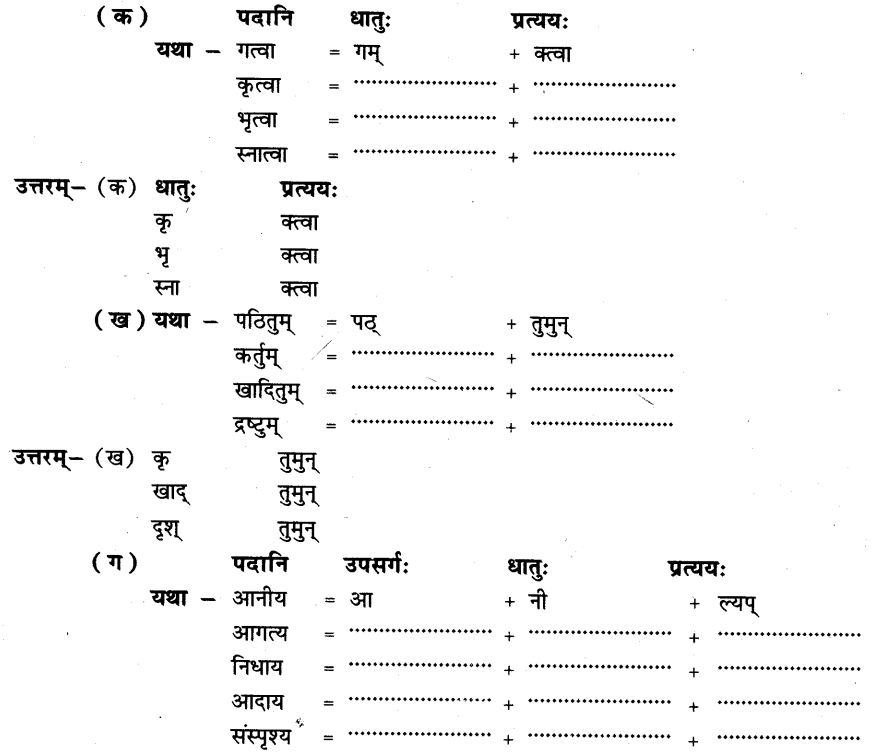 (क) पदानि धातुः प्रत्ययः
यथा – गत्वा = गम् + क्त्वा
कृत्वा = ........................ + ........................
भृत्वा = ........................ + ........................
स्नात्वा = ........................ + ........................
उत्तरम्– (क) धातुः प्रत्ययः
कृ क्त्वा
भृ क्त्वा
स्ना क्त्वा
(ख) यथा – पठितुम् = पठ् + तुमुन्
कर्तुम् = ........................ + ........................
खादितुम् = ........................ + ........................
द्रष्टुम् = ........................ + ........................
उत्तरम्– (ख) कृ तुमुन्
खाद् तुमुन्
दृश् तुमुन्
(ग) पदानि उपसर्गः धातुः प्रत्ययः
यथा – आनीय = आ + नी + ल्यप्
आगत्य = ........................ + ........................ + ........................
निधाय = ........................ + ........................ + ........................
आदाय = ........................ + ........................ + ........................
संस्पृश्य = ........................ + ........................ + ........................